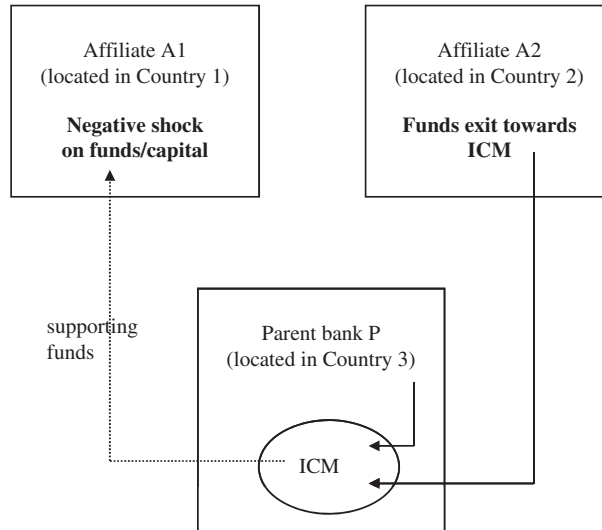 Affiliate A1
(located in Country 1)
Negative shock
on funds/capital
Affiliate A2
(located in Country 2)
Funds exit towards
ICM
supporting
funds
Parent bank P
(located in Country 3)
ICM